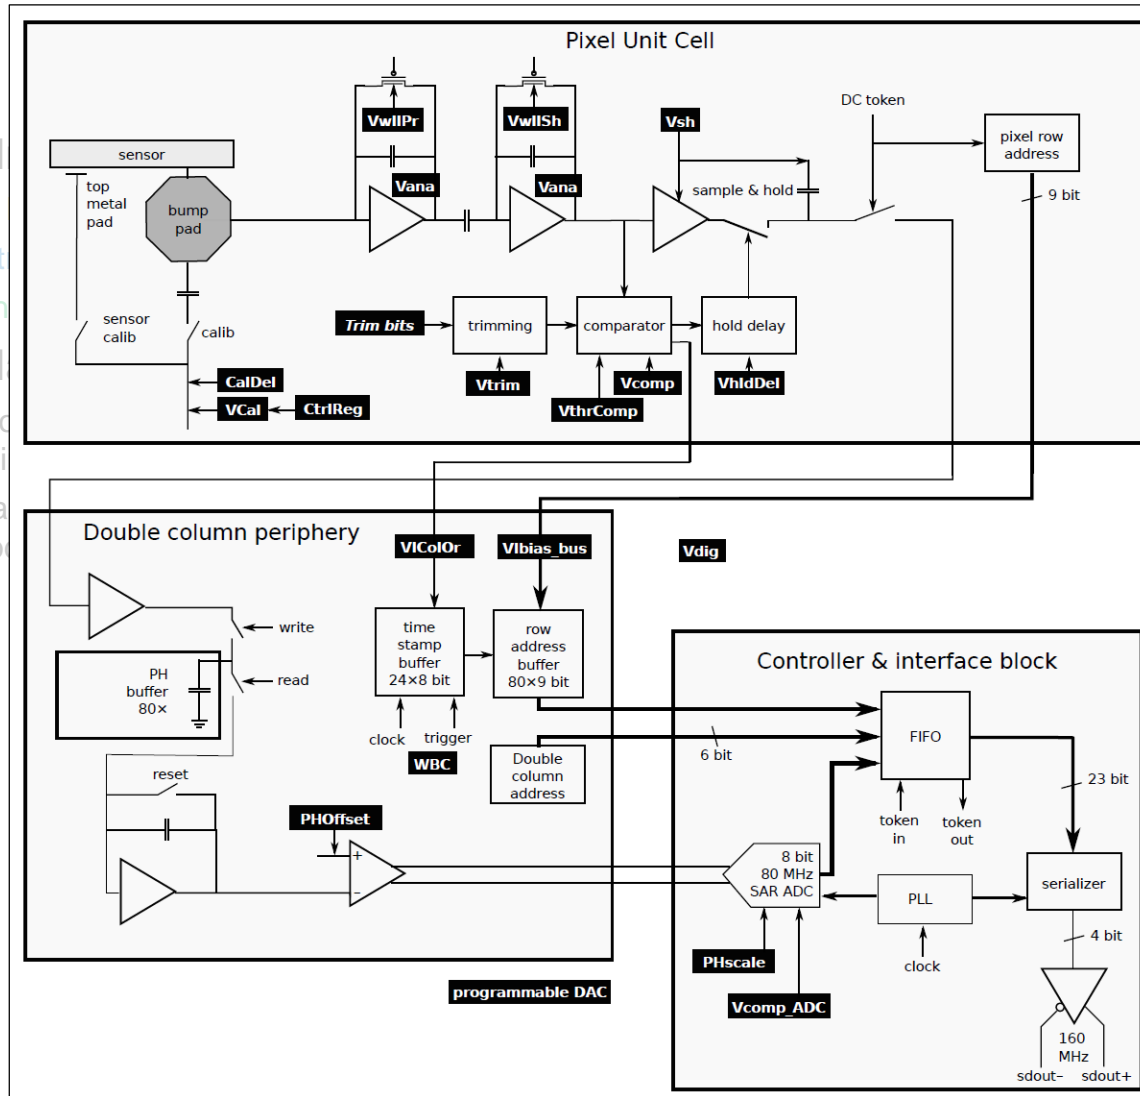 Pixel Unit Cell
VwllPr
VwllSh
Vsh
DC token
pixel row
address
sensor
top
metal
pad
bump
pad
Vana
Vana
sample & hold
9 bit
sensor
calib
calib
Trim bits
trimming
comparator
hold delay
CalDel
VCal
CtrlReg
Vtrim
Vcomp
VthrComp
VhldDel
Double column periphery
VIColOr
VIbias_bus
Vdig
write
read
PH
buffer
80×
time
stamp
buffer
24×8 bit
row
address
buffer
80×9 bit
clock
trigger
WBC
Double
column
address
reset
PHOffset
+
–
programmable DAC
Controller & interface block
6 bit
FIFO
23 bit
token
in
token
out
8 bit
80 MHz
SAR ADC
PLL
serializer
clock
4 bit
PHscale
Vcomp_ADC
160
MHz
sdout–
sdout+